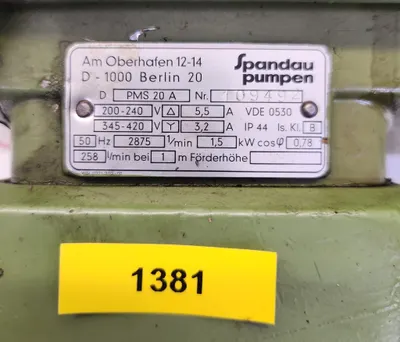 Am Oberhafen 12-14
D - 1000 Berlin 20
Spandau
pumpen
D PMS 20 A Nr.
200-240 V △ 5,5 A VDE 0530
345-420 V Y 3,2 A IP 44 Is. Kl. B
50 Hz 2875 1/min 1,5 kW cosφ 0,78
258 l/min bei 1 m Förderhöhe
1381